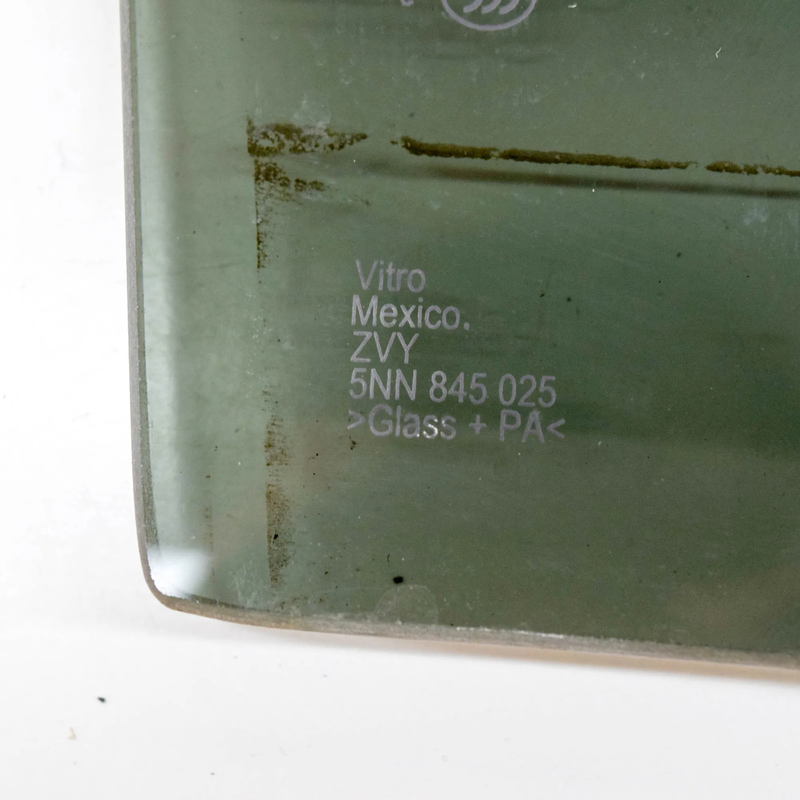 Vitro
Mexico.
ZVY
5NN 845 025
>Glass + PA<